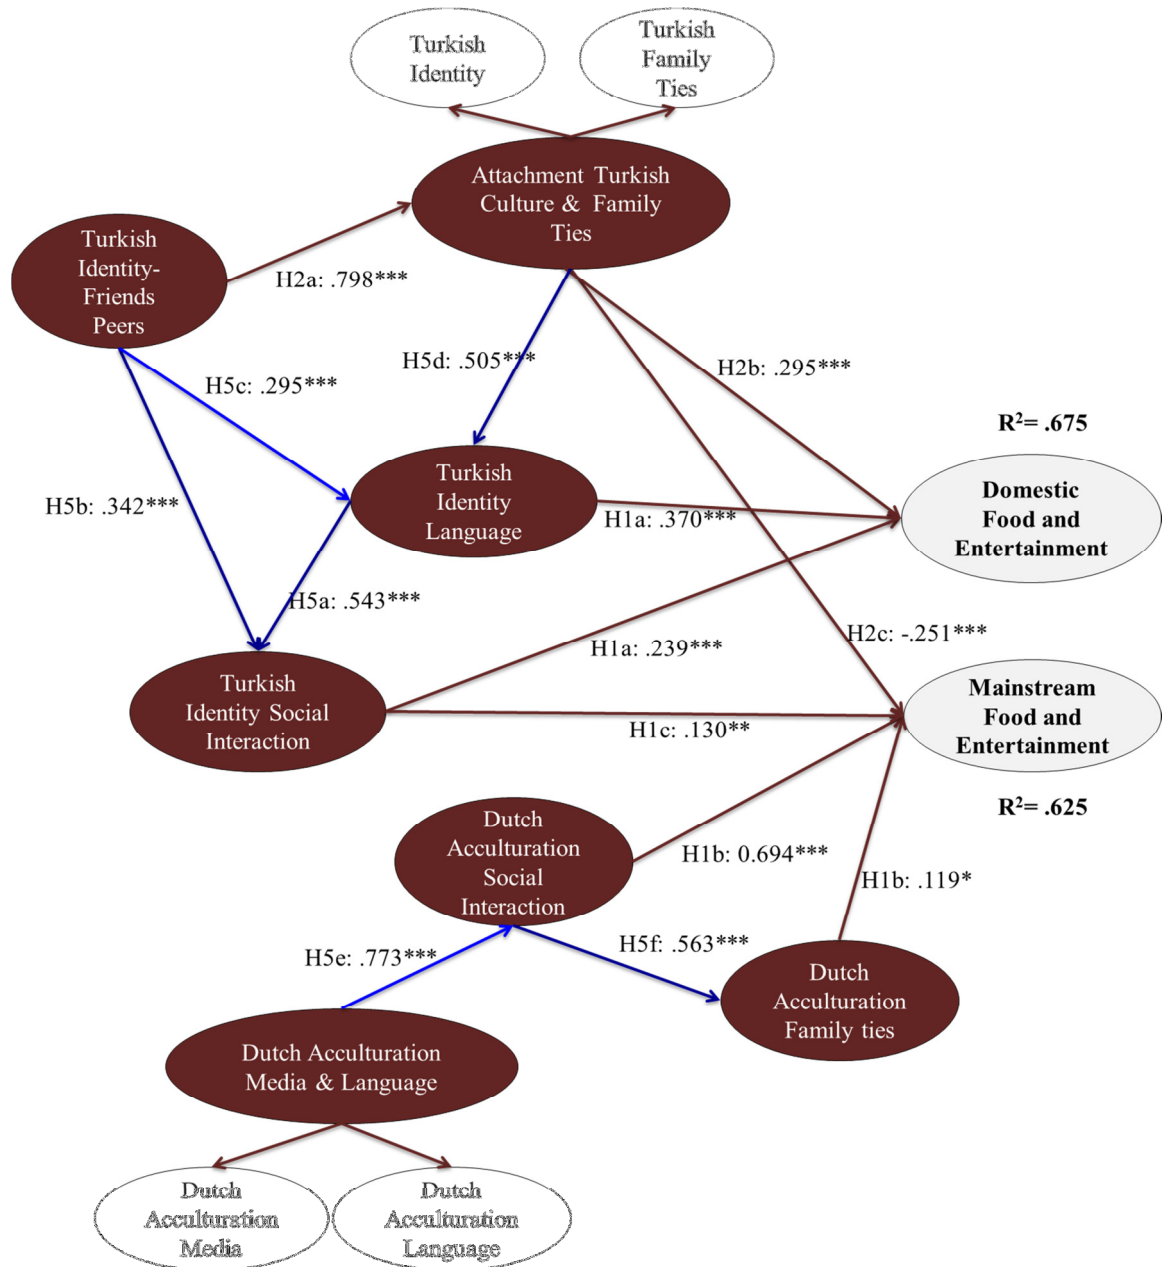 Turkish
Identity
Turkish
Family
Ties
Attachment Turkish
Culture & Family
Ties
Turkish
Identity-
Friends
Peers
H2a: .798***
H5d: .505***
H2b: .295***
H5c: .295***
R²= .675
Turkish
Identity
Language
Domestic
Food and
Entertainment
H5b: .342***
H1a: .370***
H5a: .543***
H2c: -.251***
H1a: .239***
Turkish
Identity Social
Interaction
Mainstream
Food and
Entertainment
H1c: .130**
R²= .625
Dutch
Acculturation
Social
Interaction
H1b: 0.694***
H1b: .119*
H5e: .773***
H5f: .563***
Dutch
Acculturation
Family ties
Dutch Acculturation
Media & Language
Dutch
Acculturation
Media
Dutch
Acculturation
Language